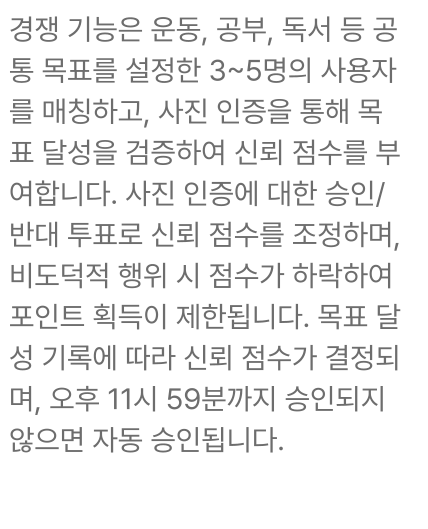 경쟁 기능은 운동, 공부, 독서 등 공
통 목표를 설정한 3~5명의 사용자
를 매칭하고, 사진 인증을 통해 목
표 달성을 검증하여 신뢰 점수를 부
여합니다. 사진 인증에 대한 승인/
반대 투표로 신뢰 점수를 조정하며,
비도덕적 행위 시 점수가 하락하여
포인트 획득이 제한됩니다. 목표 달
성 기록에 따라 신뢰 점수가 결정되
며, 오후 11시 59분까지 승인되지
않으면 자동 승인됩니다.